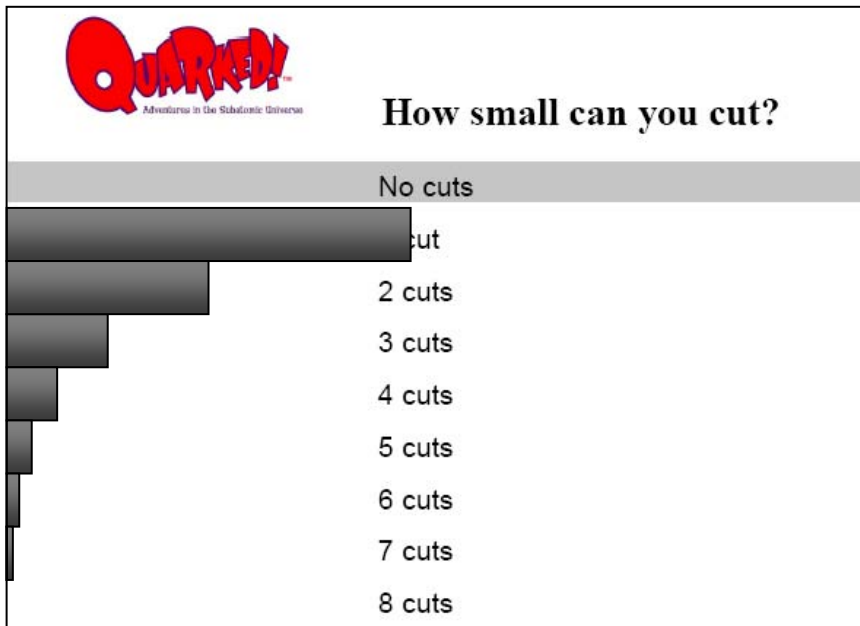 QUARKED!™
Adventures in the Subatomic Universe
How small can you cut?
No cuts
cut
2 cuts
3 cuts
4 cuts
5 cuts
6 cuts
7 cuts
8 cuts